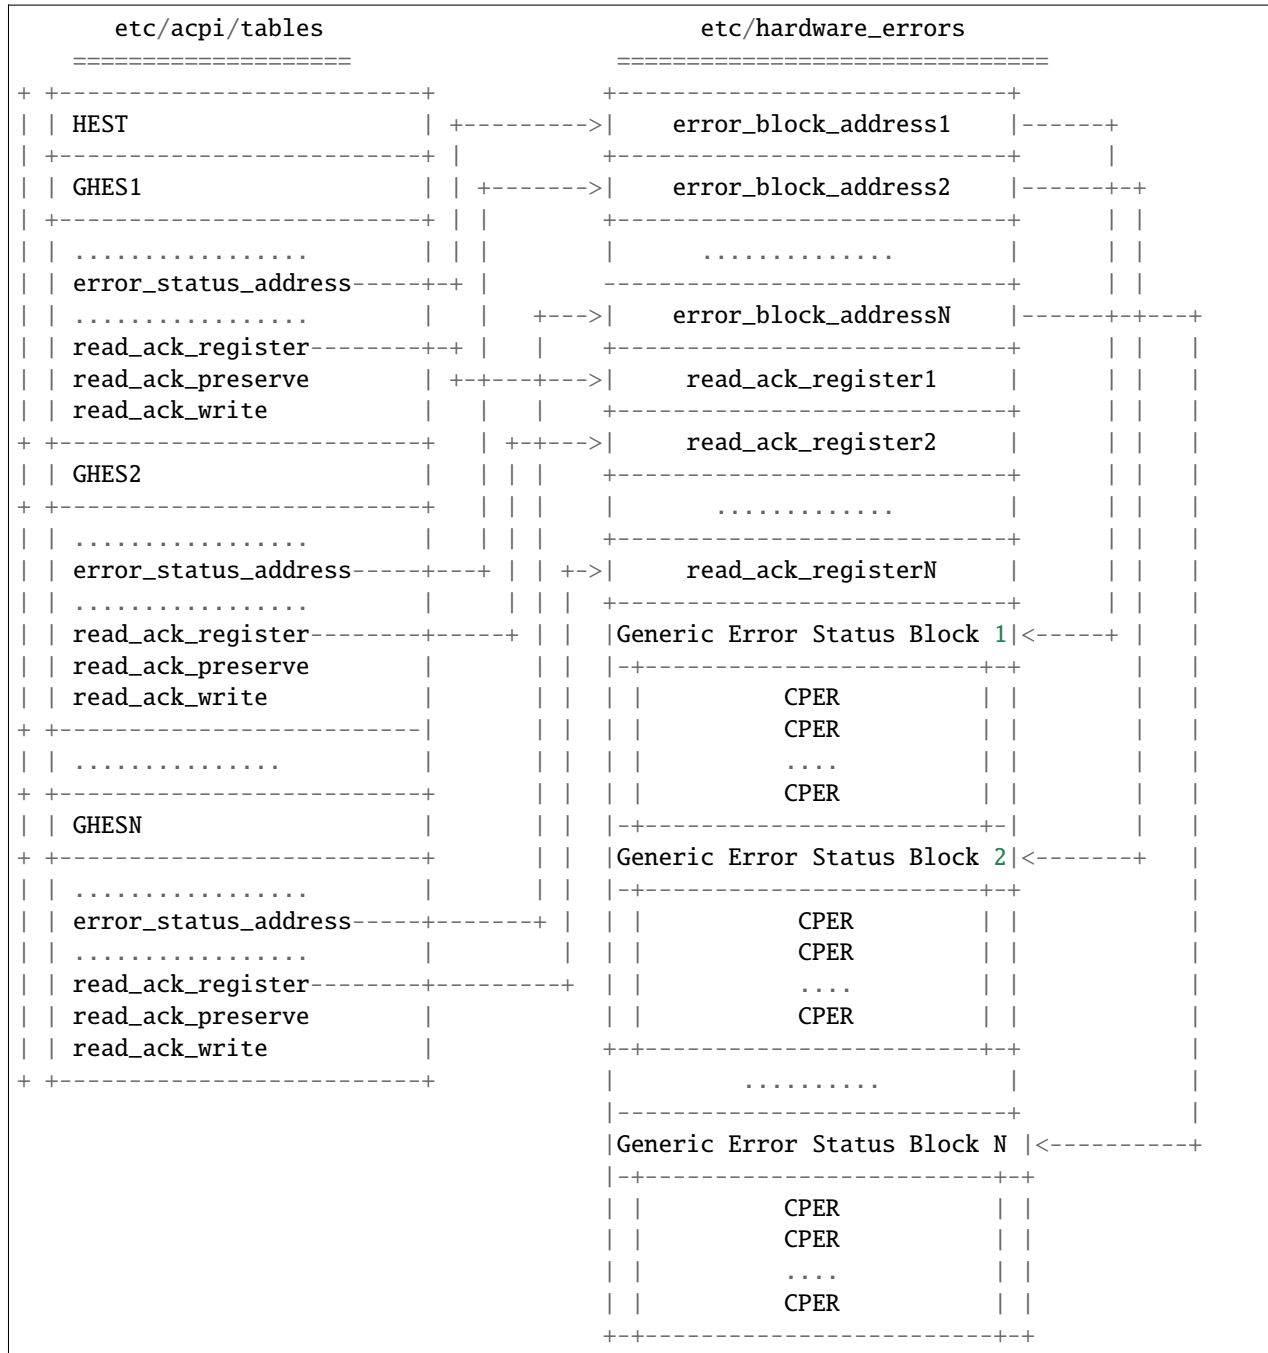 etc/acpi/tables                           etc/hardware_errors
    ====================                   ===============================
+ +--------------------------+            +----------------------------+
| | HEST                     | +--------->|    error_block_address1    |------+
| +--------------------------+ |          +----------------------------+      |
| | GHES1                    | | +------->|    error_block_address2    |------+-+
| +--------------------------+ | |        +----------------------------+      | |
| | .................        | | |        |      ..............        |      | |
| | error_status_address-----+-+ |        -----------------------------+      | |
| | .................        |   |   +--->|    error_block_addressN    |------+-+---+
| | read_ack_register--------+-+ |   |    +----------------------------+      | |   |
| | read_ack_preserve        | +-+---+--->|     read_ack_register1     |      | |   |
| | read_ack_write           |   |   |    +----------------------------+      | |   |
+ +--------------------------+   | +-+--->|     read_ack_register2     |      | |   |
| | GHES2                    |   | | |    +----------------------------+      | |   |
+ +--------------------------+   | | |    |       .............        |      | |   |
| | .................        |   | | |    +----------------------------+      | |   |
| | error_status_address-----+---+ | | +->|     read_ack_registerN     |      | |   |
| | .................        |     | | |  +----------------------------+      | |   |
| | read_ack_register--------+-----+ | |  |Generic Error Status Block 1|<-----+ |   |
| | read_ack_preserve        |       | |  |-+------------------------+-+        |   |
| | read_ack_write           |       | |  | |          CPER          | |        |   |
+ +--------------------------|       | |  | |          CPER          | |        |   |
| | ...............          |       | |  | |          ....          | |        |   |
+ +--------------------------+       | |  | |          CPER          | |        |   |
| | GHESN                    |       | |  |-+------------------------+-|        |   |
+ +--------------------------+       | |  |Generic Error Status Block 2|<-------+   |
| | .................        |       | |  |-+------------------------+-+            |
| | error_status_address-----+-------+ |  | |           CPER         | |            |
| | .................        |         |  | |           CPER         | |            |
| | read_ack_register--------+---------+  | |           ....         | |            |
| | read_ack_preserve        |            | |           CPER         | |            |
| | read_ack_write           |            +-+------------------------+-+            |
+ +--------------------------+            |         ..........         |            |
                                          |----------------------------+            |
                                          |Generic Error Status Block N |<----------+
                                          |-+-------------------------+-+
                                          | |          CPER           | |
                                          | |          CPER           | |
                                          | |          ....           | |
                                          | |          CPER           | |
                                          +-+-------------------------+-+